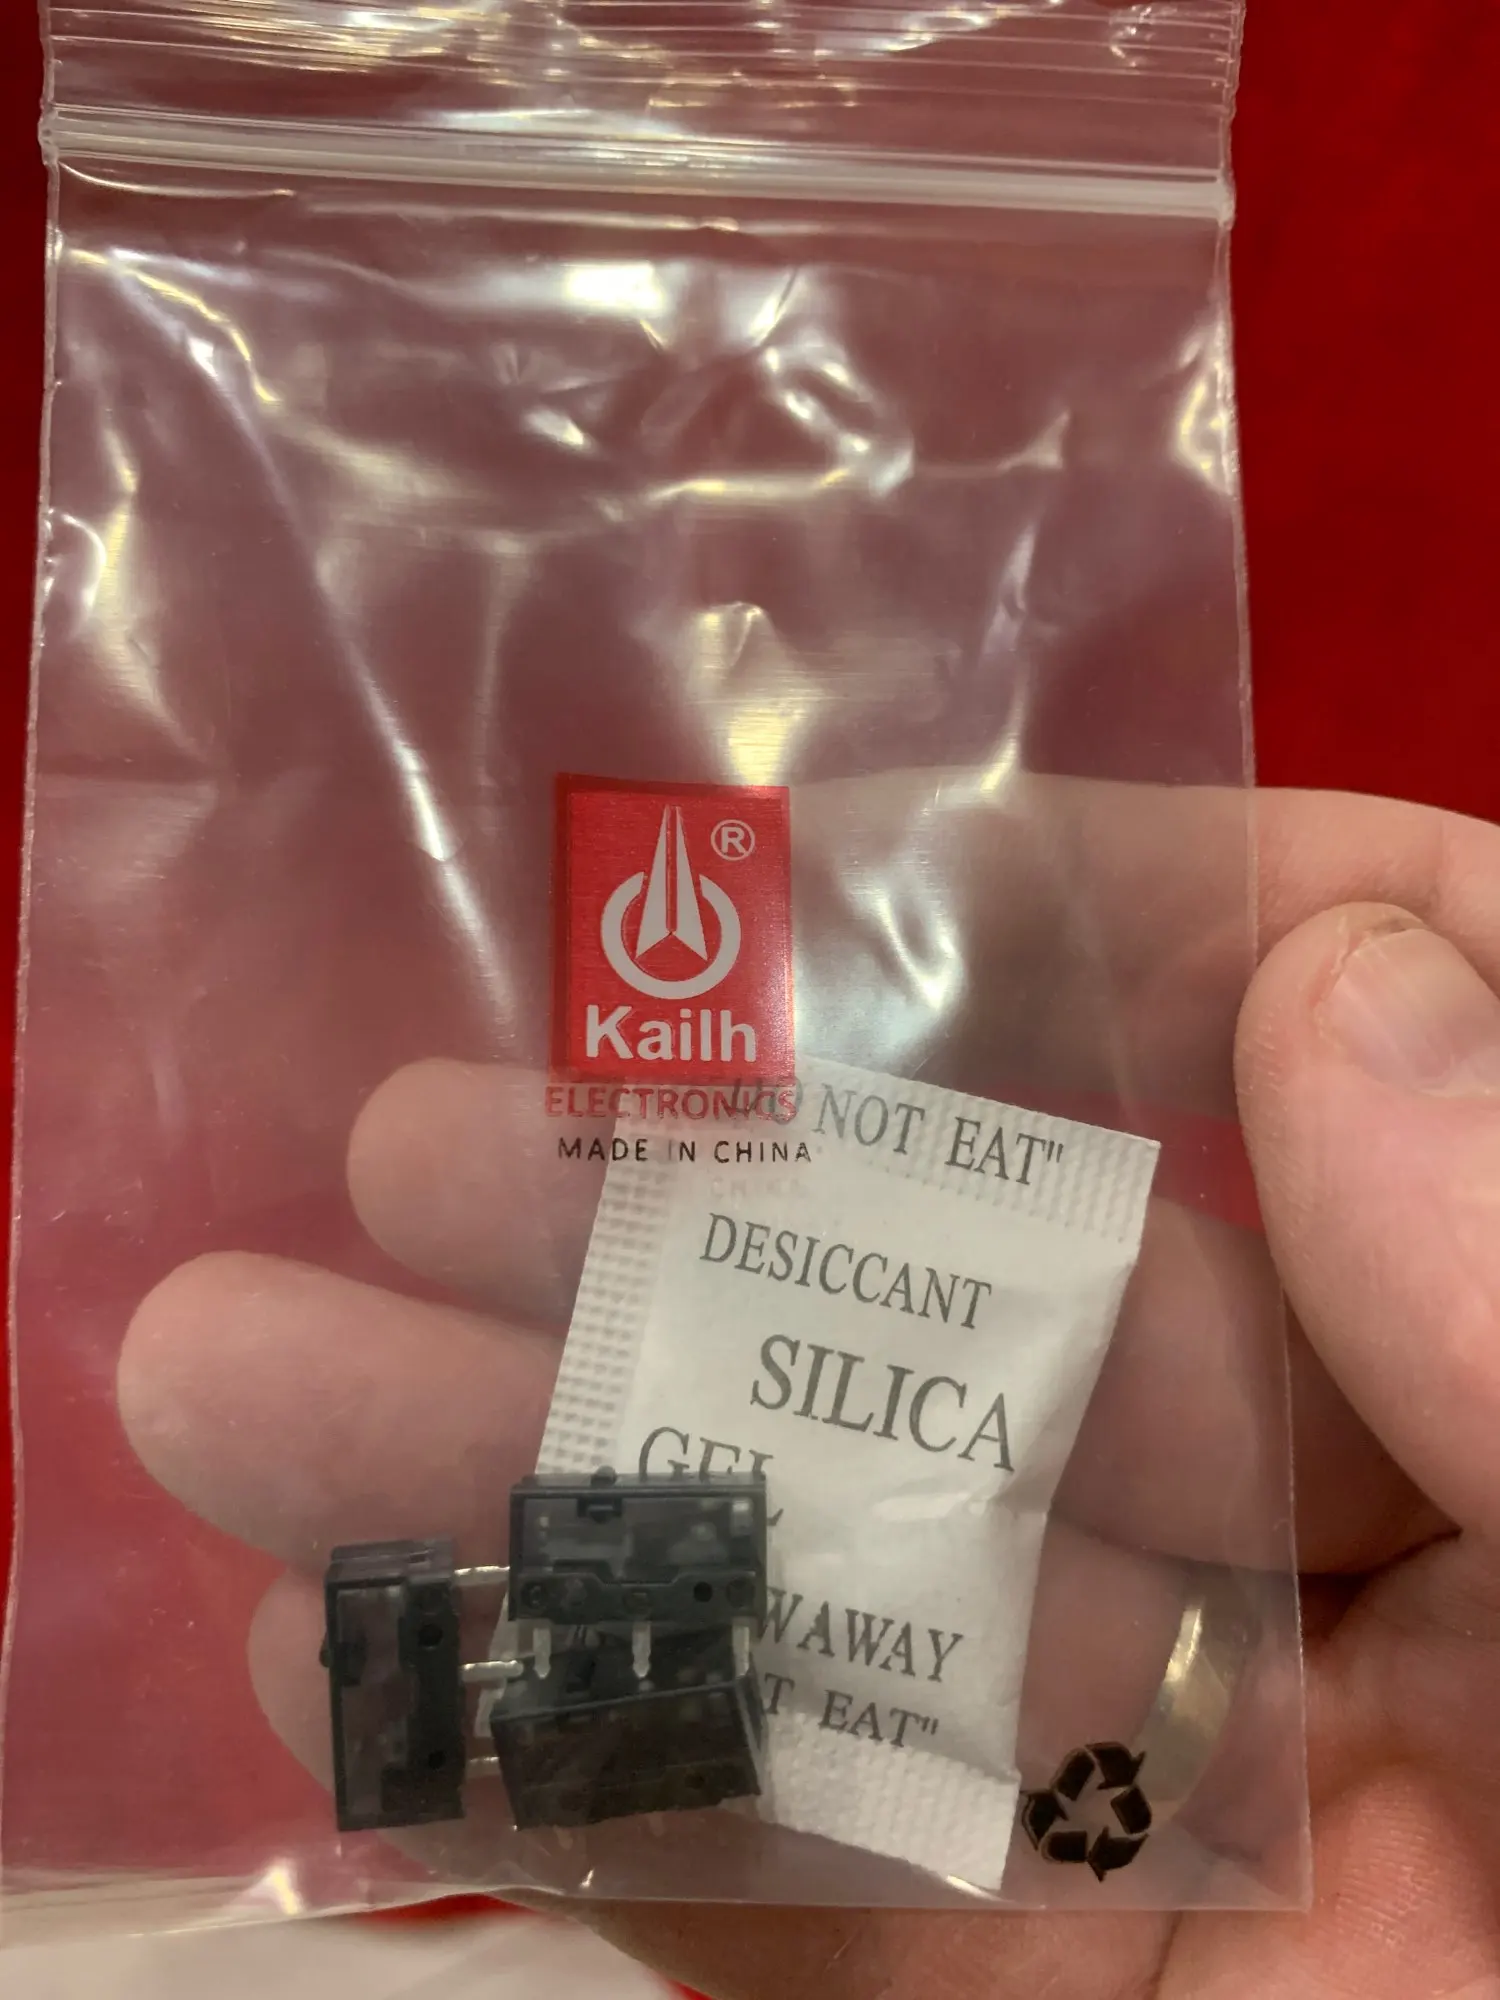 ®
Kailh
ELECTRONICS
MADE IN CHINA
NOT EAT"
DESICCANT
SILICA
GEL
WAWAY
T EAT"